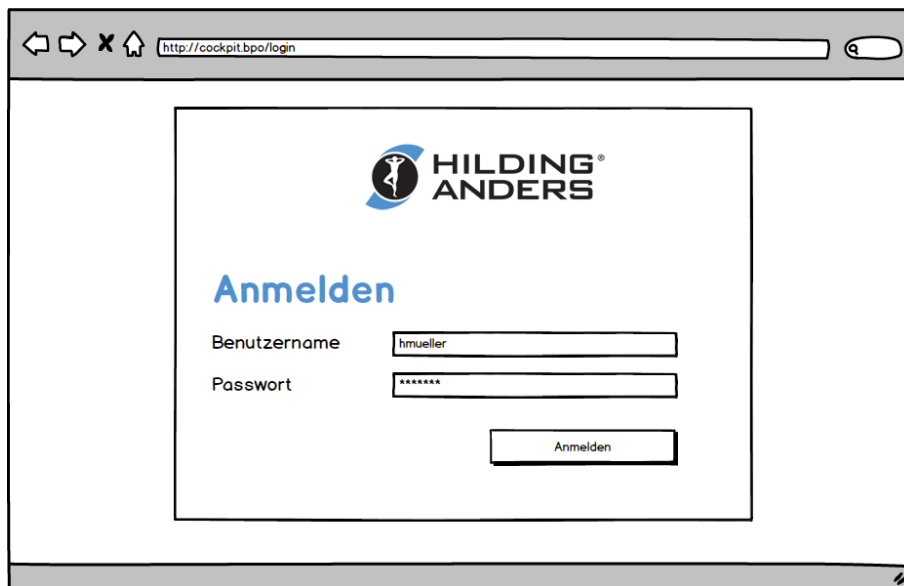 http://cockpit.bpo/login
HILDING®
ANDERS
Anmelden
Benutzername hmueller
Passwort *******
Anmelden